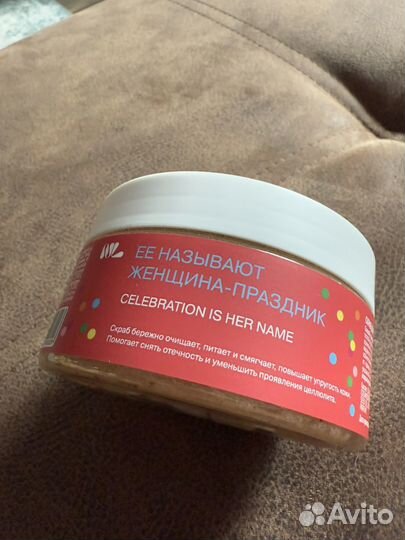 ЕЕ НАЗЫВАЮТ
ЖЕНЩИНА-ПРАЗДНИК
CELEBRATION IS HER NAME
Скраб бережно очищает, питает и смягчает, повышает упругость кожи.
Помогает снять отечность и уменьшить проявления целлюлита.
Avito